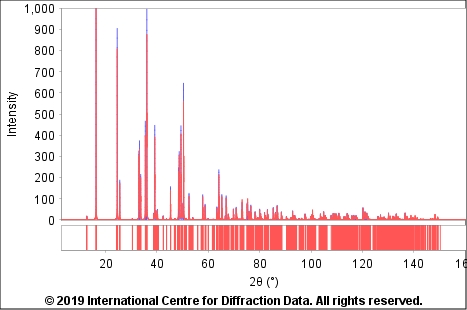 1,000
900
800
700
600
500
400
300
200
100
0
Intensity
20 40 60 80 100 120 140 16
2θ (°)
© 2019 International Centre for Diffraction Data. All rights reserved.